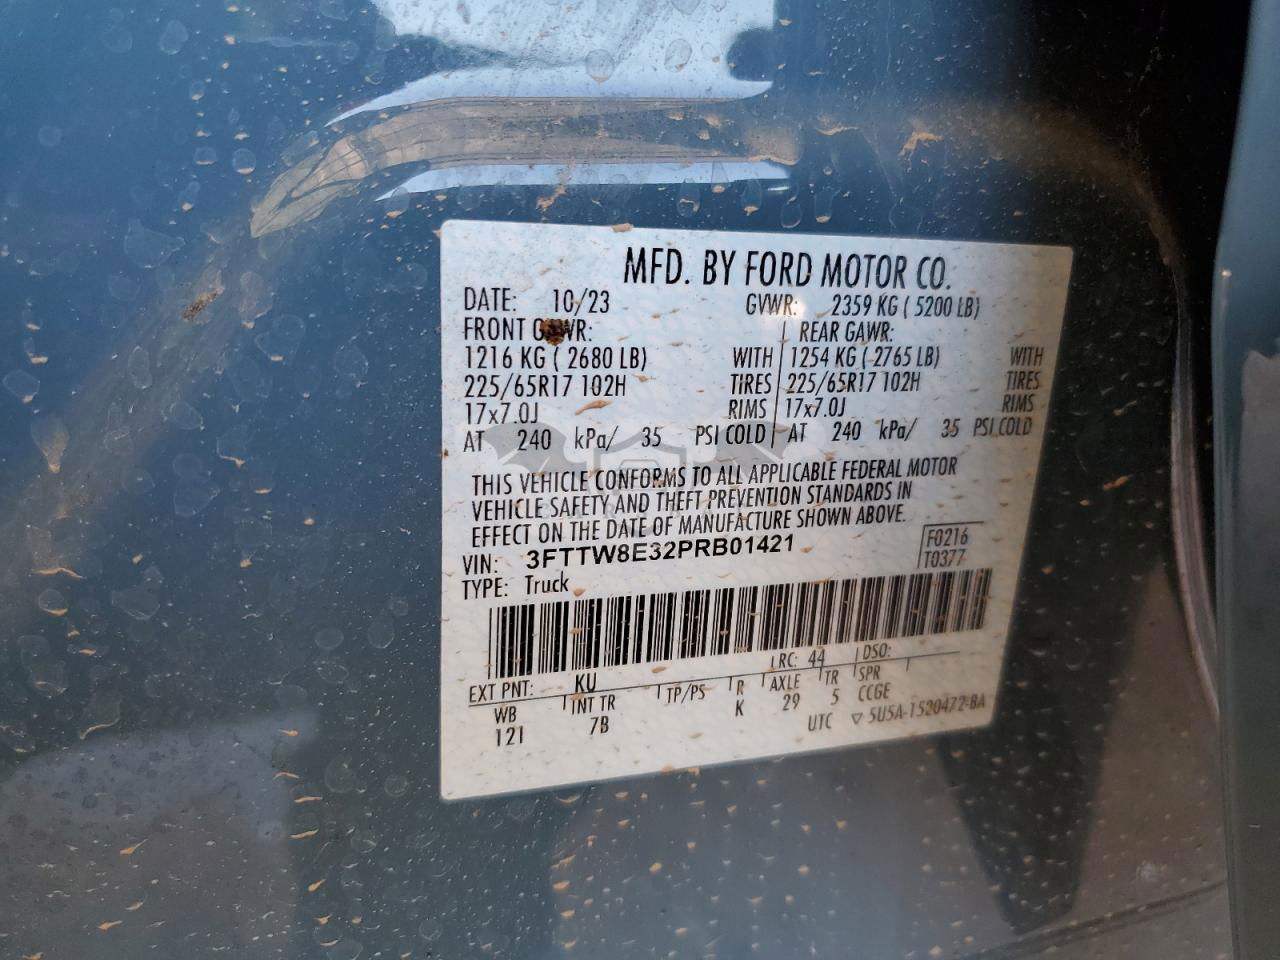 MFD. BY FORD MOTOR CO.
DATE: 10/23 GVWR: 2359 KG ( 5200 LB)
FRONT GAWR: REAR GAWR:
1216 KG ( 2680 LB) WITH 1254 KG (2765 LB) WITH
225/65R17 102H TIRES 225/65R17 102H TIRES
17x7.0J RIMS 17x7.0J RIMS
AT 240 kPa/ 35 PSI COLD AT 240 kPa/ 35 PSI COLD
THIS VEHICLE CONFORMS TO ALL APPLICABLE FEDERAL MOTOR
VEHICLE SAFETY AND THEFT PREVENTION STANDARDS IN
EFFECT ON THE DATE OF MANUFACTURE SHOWN ABOVE.
VIN: 3FTTW8E32PRB01421 F0216
TYPE: Truck T0377
EXT PNT: KU LRC: 44 DSO:
WB INT TR TP/PS R AXLE TR SPR
121 7B K 29 5 CCGE
UTC ▽ 5U5A-1520472-BA